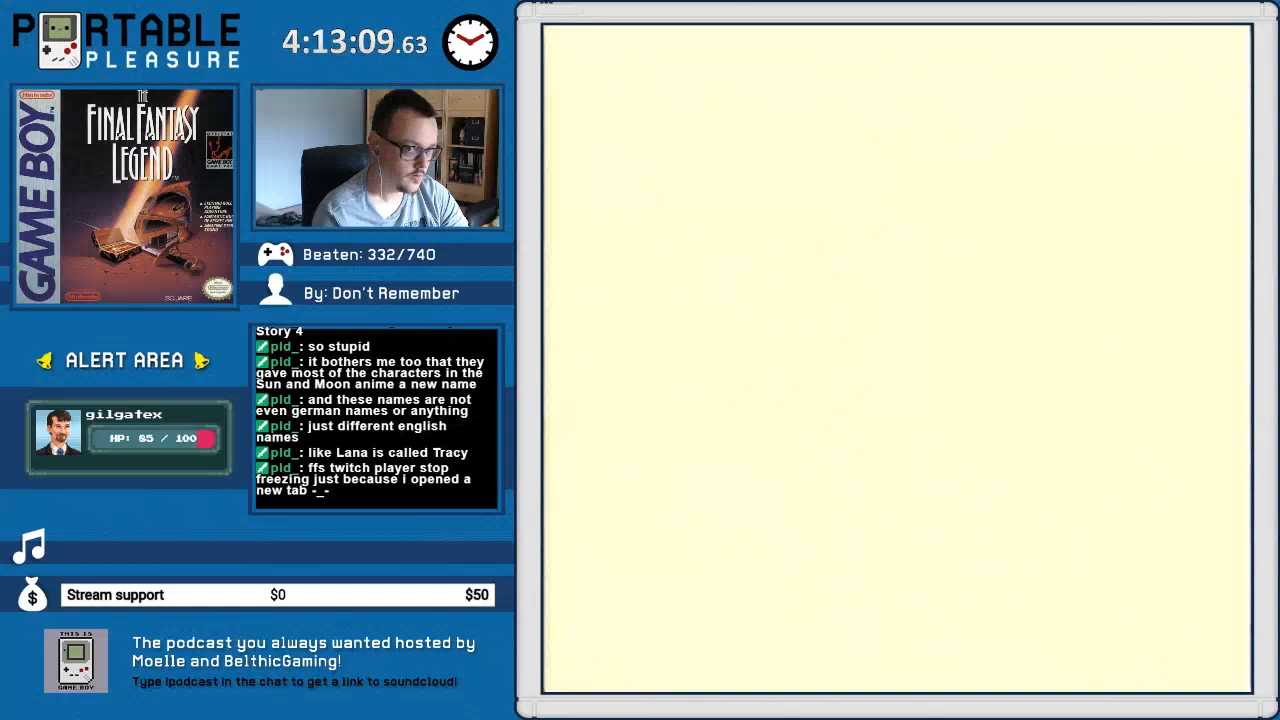 PORTABLE
PLEASURE
4:13:09.63
Nintendo
GAME BOY
THE
FINAL FANTASY
LEGEND
GAME BOY
Nintendo
SQUARE
Beaten: 332/740
By: Don't Remember
ALERT AREA
gilgatex
HP: 85 / 100
Story 4
pld_: so stupid
pld_: it bothers me too that they
gave most of the characters in the
Sun and Moon anime a new name
pld_: and these names are not
even german names or anything
pld_: just different english
names
pld_: like Lana is called Tracy
pld_: ffs twitch player stop
freezing just because i opened a
new tab -_-
Stream support $0 $50
THIS IS
GAME BOY
The podcast you always wanted hosted by
Moelle and BelthicGaming!
Type !podcast in the chat to get a link to soundcloud!